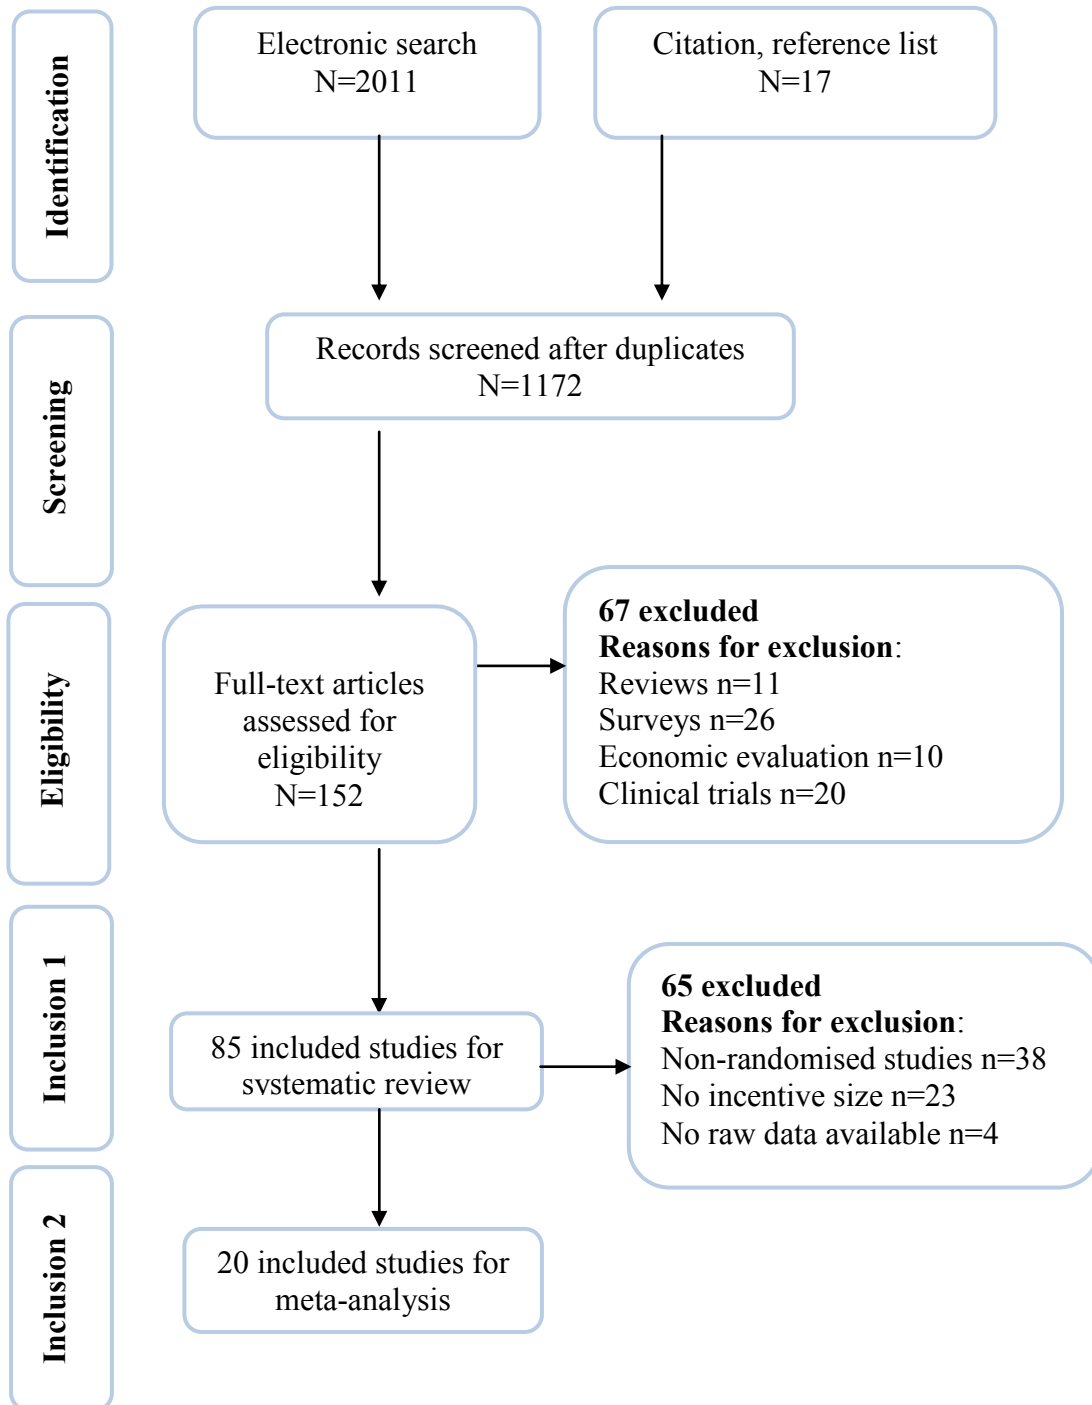 Identification
Electronic search
N=2011
Citation, reference list
N=17
Screening
Records screened after duplicates
N=1172
Eligibility
Full-text articles
assessed for
eligibility
N=152
67 excluded
Reasons for exclusion:
Reviews n=11
Surveys n=26
Economic evaluation n=10
Clinical trials n=20
Inclusion 1
85 included studies for
systematic review
65 excluded
Reasons for exclusion:
Non-randomised studies n=38
No incentive size n=23
No raw data available n=4
Inclusion 2
20 included studies for
meta-analysis